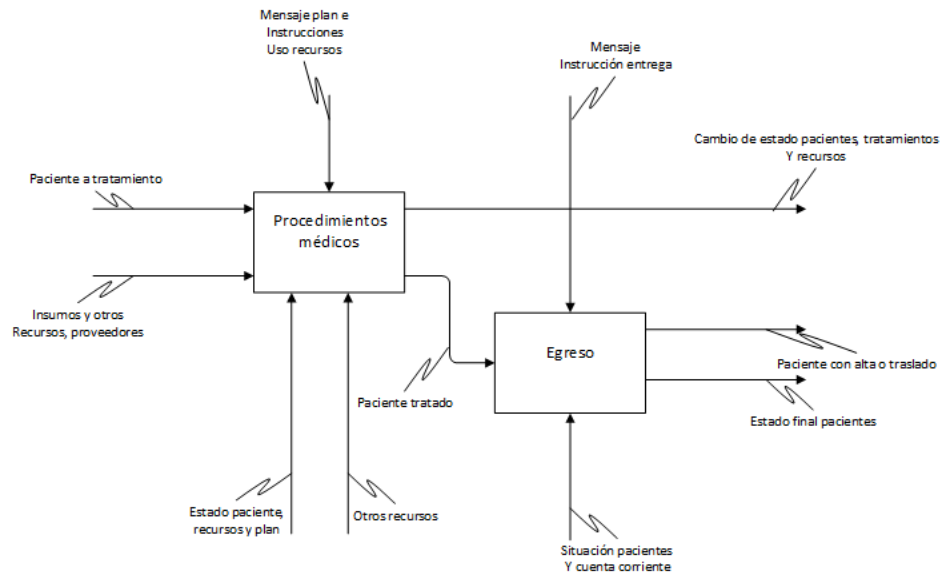 Mensaje plan e
Instrucciones
Uso recursos
Mensaje
Instrucción entrega
Cambio de estado pacientes, tratamientos
Y recursos
Paciente a tratamiento
Procedimientos
médicos
Insumos y otros
Recursos, proveedores
Egreso
Paciente con alta o traslado
Paciente tratado
Estado final pacientes
Estado paciente,
recursos y plan
Otros recursos
Situación pacientes
Y cuenta corriente